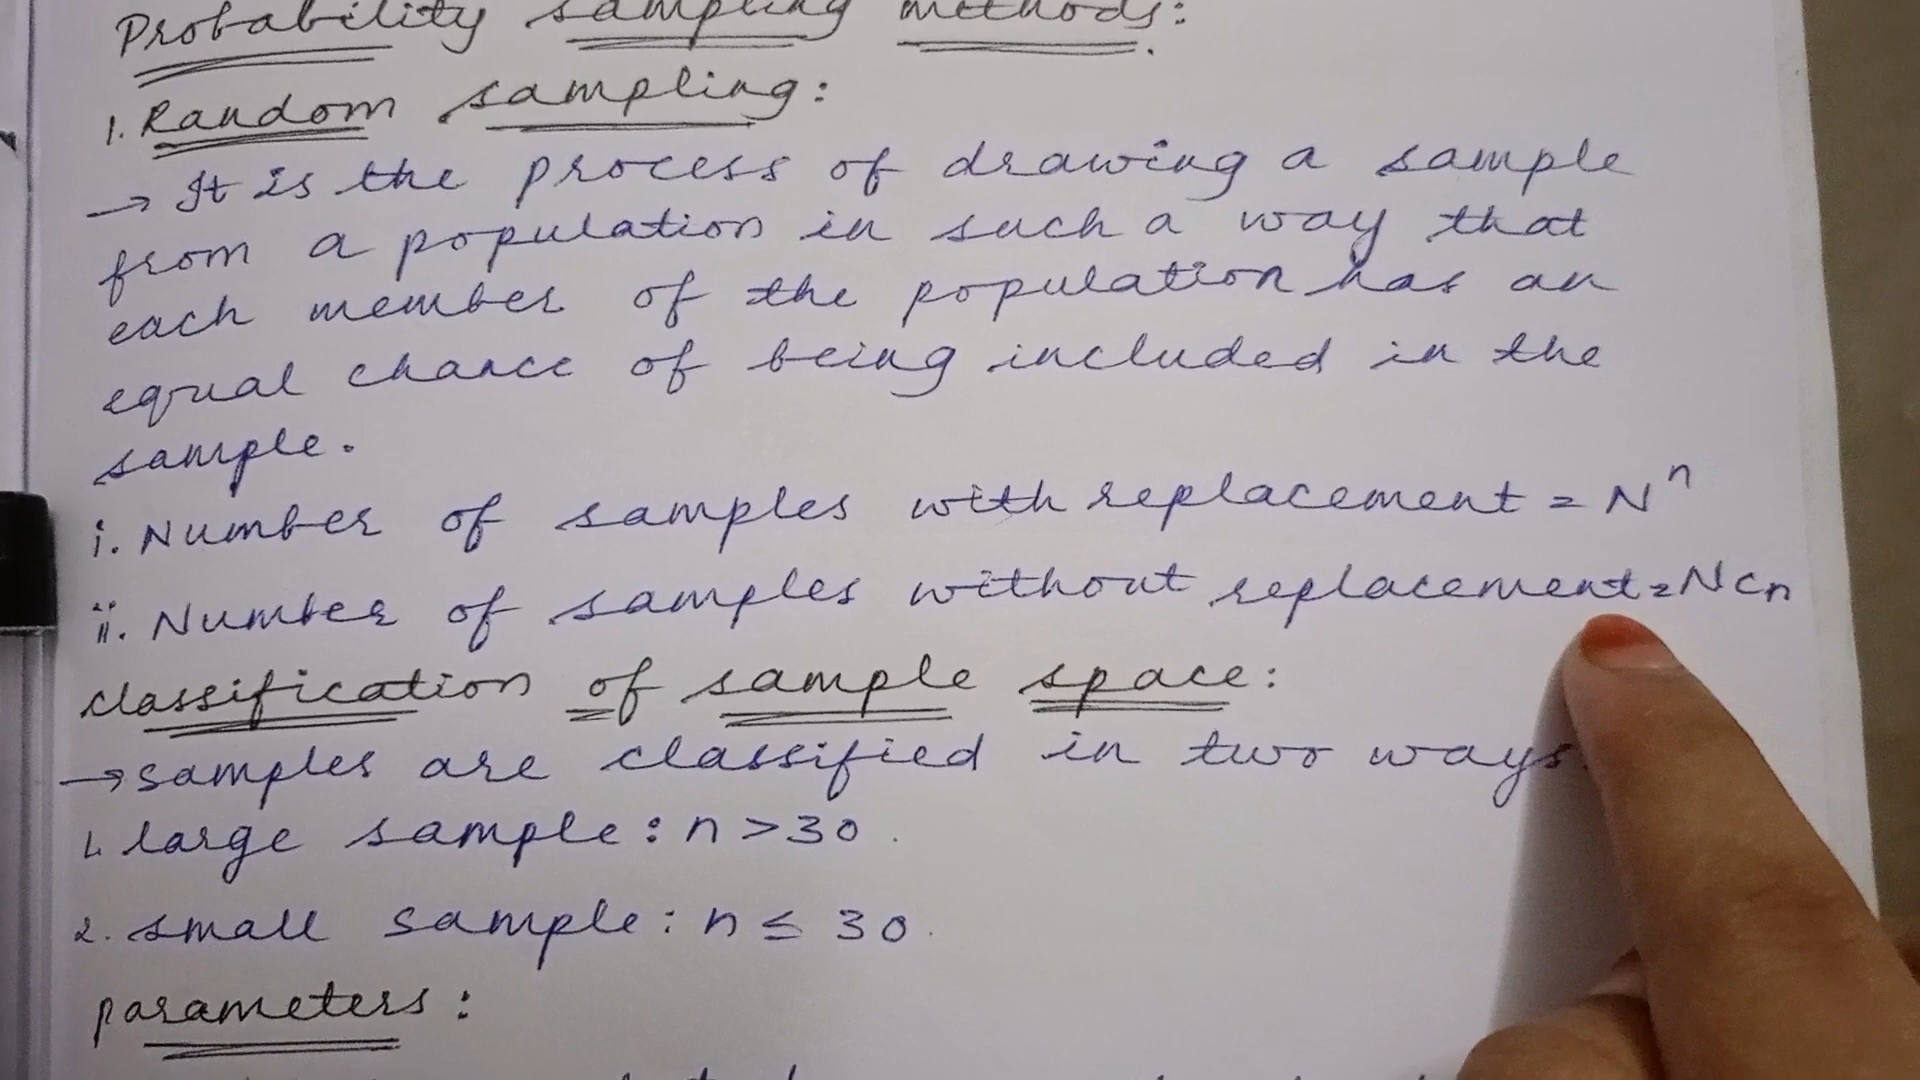 Probability sampling methods:
1. Random sampling:
→ It is the process of drawing a sample
from a population in such a way that
each member of the population has an
equal chance of being included in the
sample.
i. Number of samples with replacement = Nⁿ
ii. Number of samples without replacement = Ncn
classification of sample space:
→ samples are classified in two ways.
1. large sample: n > 30.
2. small sample: n ≤ 30.
parameters: